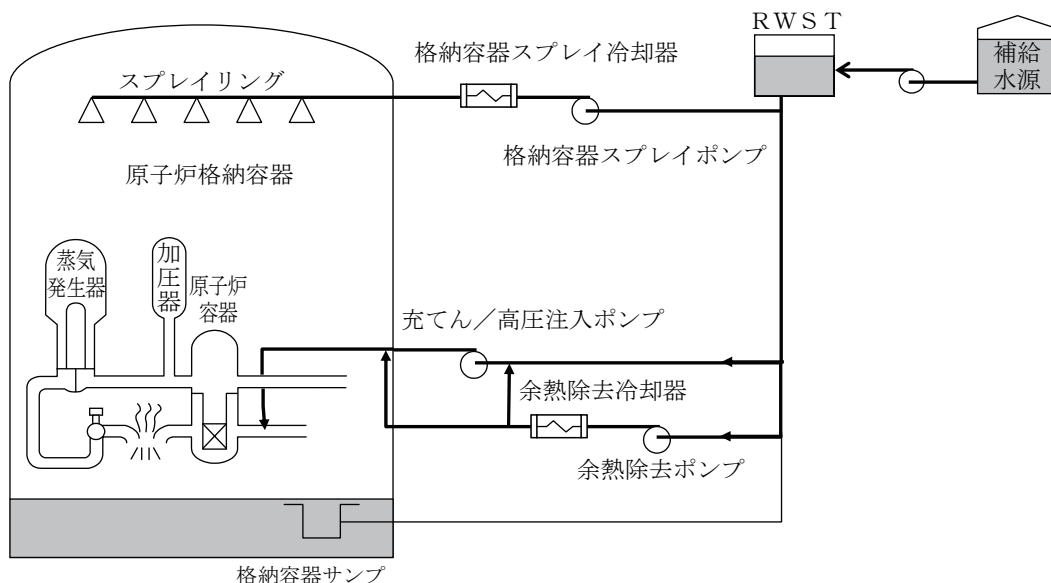 ＲＷＳＴ
補給
水源
格納容器スプレイ冷却器
スプレイリング
格納容器スプレイポンプ
原子炉格納容器
蒸気
発生器
加
圧
器
原子炉
容器
充てん／高圧注入ポンプ
余熱除去冷却器
余熱除去ポンプ
格納容器サンプ